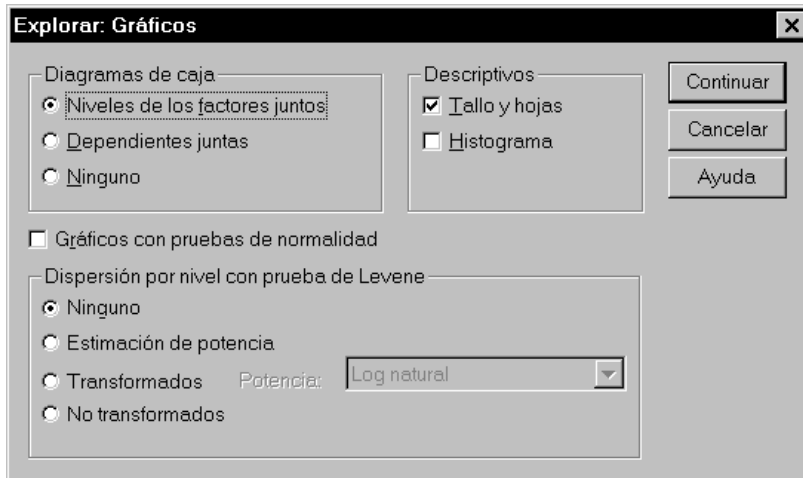 Explorar: Gráficos
Diagramas de caja
Niveles de los factores juntos
Dependientes juntas
Ninguno
Descriptivos
Tallo y hojas
Histograma
Continuar
Cancelar
Ayuda
Gráficos con pruebas de normalidad
Dispersión por nivel con prueba de Levene
Ninguno
Estimación de potencia
Transformados Potencia: Log natural
No transformados